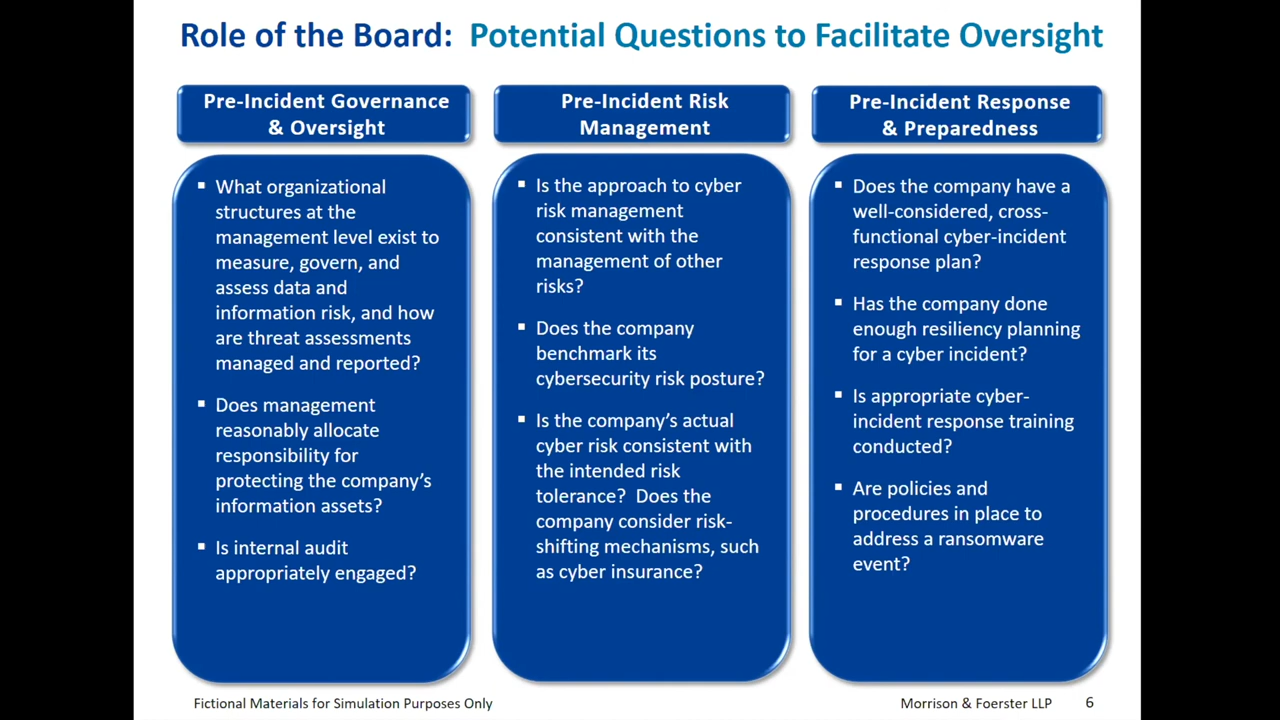 Role of the Board: Potential Questions to Facilitate Oversight
Pre-Incident Governance
& Oversight
▪ What organizational
structures at the
management level exist to
measure, govern, and
assess data and
information risk, and how
are threat assessments
managed and reported?
▪ Does management
reasonably allocate
responsibility for
protecting the company’s
information assets?
▪ Is internal audit
appropriately engaged?
Pre-Incident Risk
Management
▪ Is the approach to cyber
risk management
consistent with the
management of other
risks?
▪ Does the company
benchmark its
cybersecurity risk posture?
▪ Is the company’s actual
cyber risk consistent with
the intended risk
tolerance? Does the
company consider risk-
shifting mechanisms, such
as cyber insurance?
Pre-Incident Response
& Preparedness
▪ Does the company have a
well-considered, cross-
functional cyber-incident
response plan?
▪ Has the company done
enough resiliency planning
for a cyber incident?
▪ Is appropriate cyber-
incident response training
conducted?
▪ Are policies and
procedures in place to
address a ransomware
event?
Fictional Materials for Simulation Purposes Only
Morrison & Foerster LLP 6